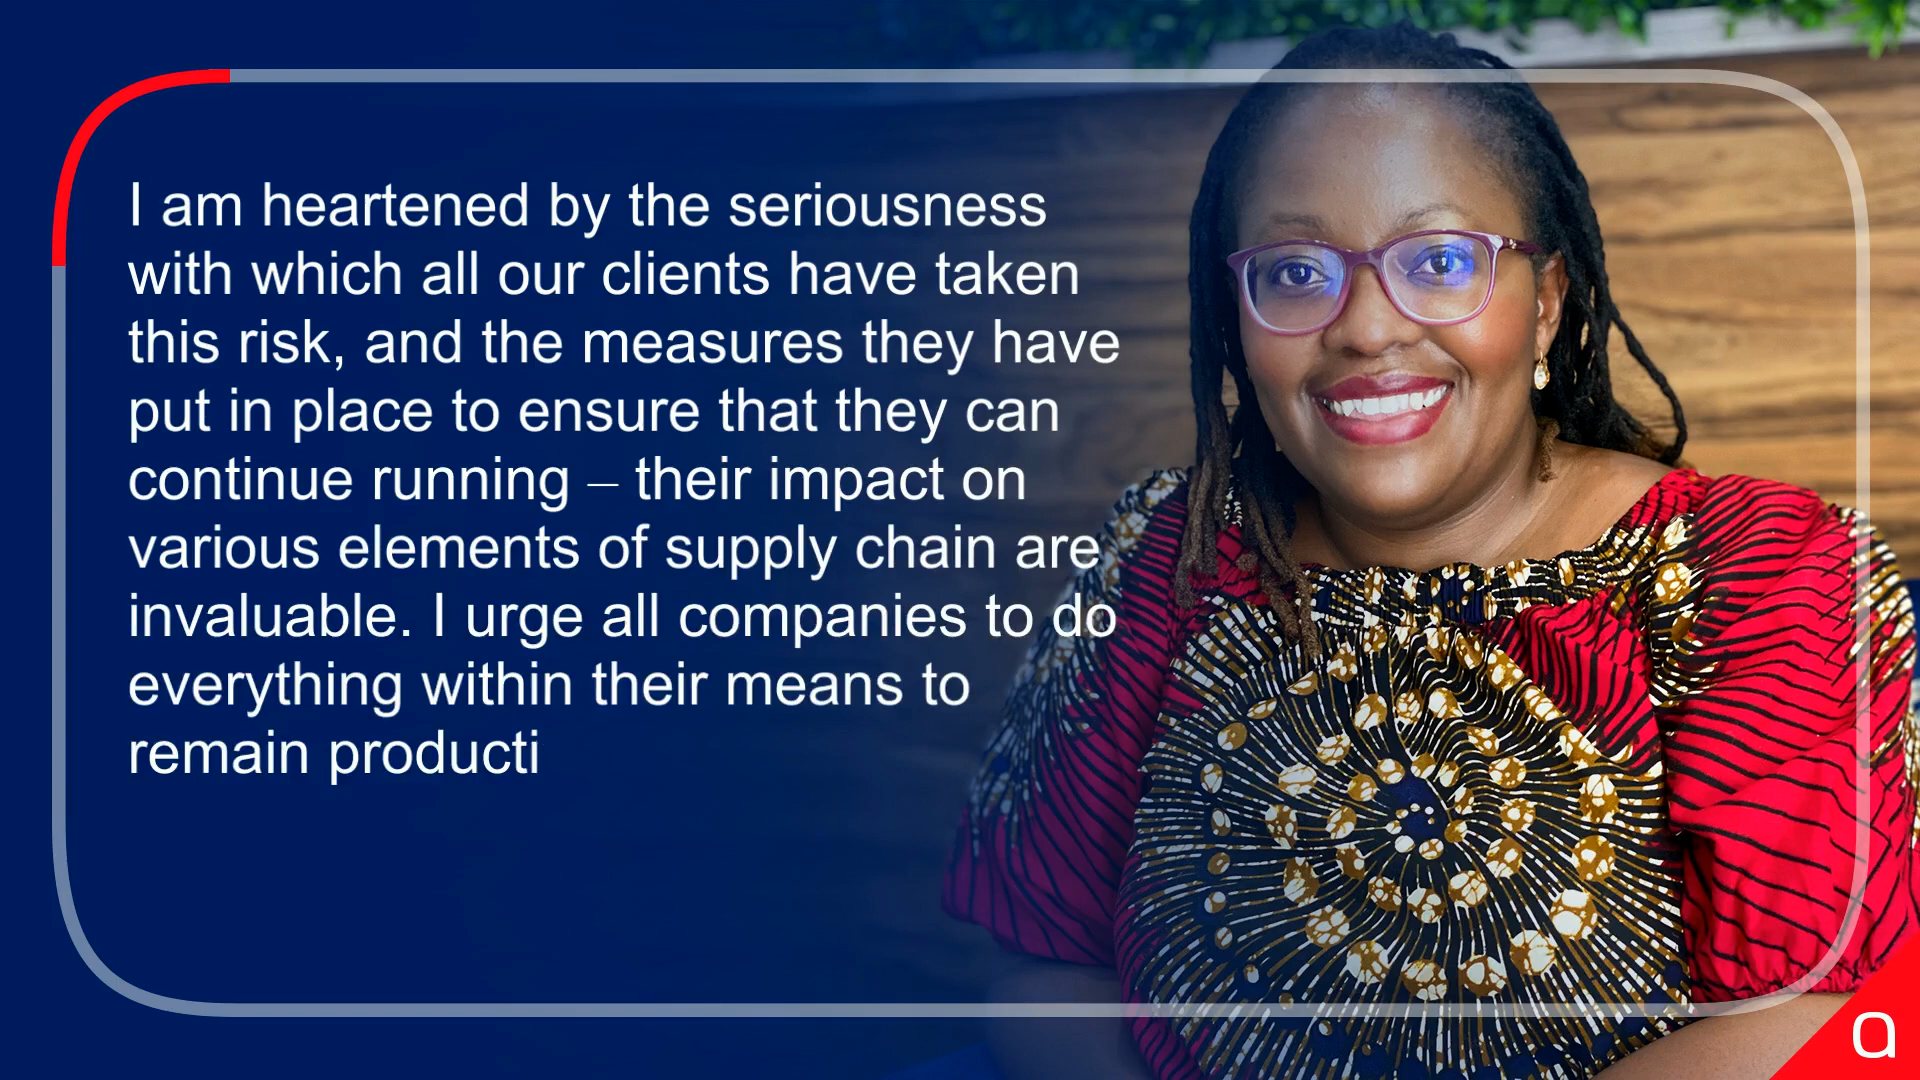 I am heartened by the seriousness
with which all our clients have taken
this risk, and the measures they have
put in place to ensure that they can
continue running – their impact on
various elements of supply chain are
invaluable. I urge all companies to do
everything within their means to
remain producti
a